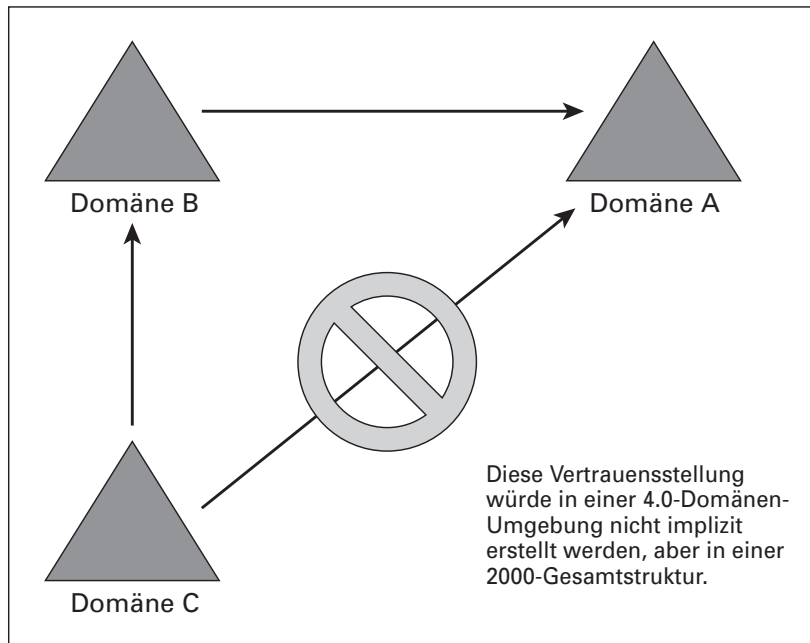 Domäne B
Domäne A
Diese Vertrauensstellung
würde in einer 4.0-Domänen-
Umgebung nicht implizit
erstellt werden, aber in einer
2000-Gesamtstruktur.
Domäne C